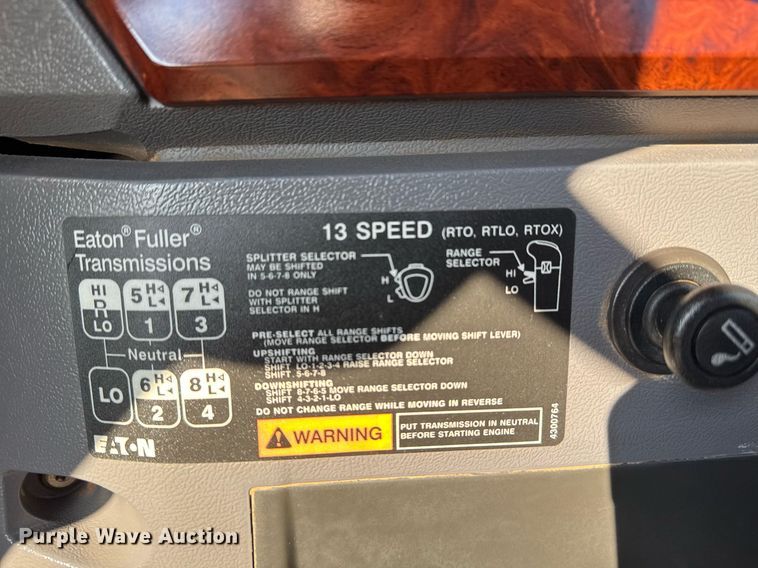 Eaton® Fuller®
Transmissions
13 SPEED (RTO, RTLO, RTOX)
SPLITTER SELECTOR
MAY BE SHIFTED
IN 5-6-7-8 ONLY
H
L
DO NOT RANGE SHIFT
WITH SPLITTER
SELECTOR IN H
RANGE
SELECTOR
HI
LO
HI 5 H 7 H
R L L
LO 1 3
Neutral
LO 6 H 8 H
L L
2 4
PRE-SELECT ALL RANGE SHIFTS
(MOVE RANGE SELECTOR BEFORE MOVING SHIFT LEVER)
UPSHIFTING
START WITH RANGE SELECTOR DOWN
SHIFT LO-1-2-3-4 RAISE RANGE SELECTOR
SHIFT 5-6-7-8
DOWNSHIFTING
SHIFT 8-7-6-5 MOVE RANGE SELECTOR DOWN
SHIFT 4-3-2-1-LO
DO NOT CHANGE RANGE WHILE MOVING IN REVERSE
EATON
WARNING
PUT TRANSMISSION IN NEUTRAL
BEFORE STARTING ENGINE
4300764
Purple Wave Auction